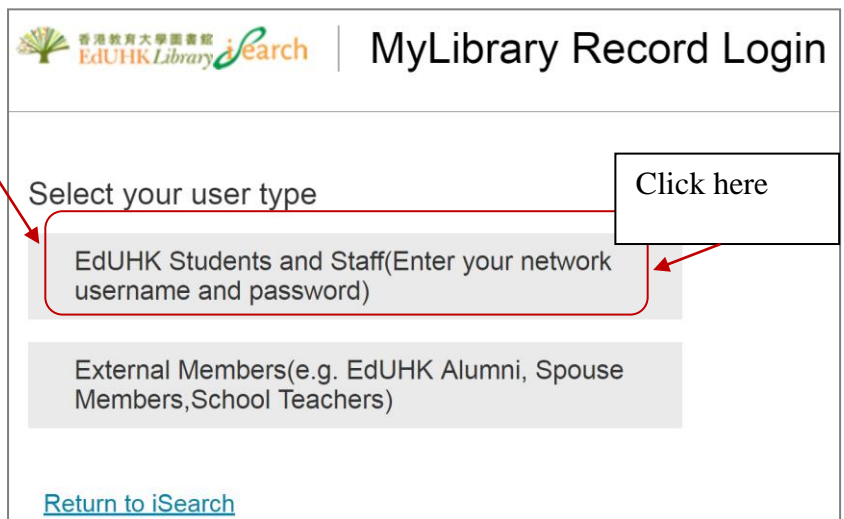 香港教育大學圖書館
EdUHK Library iSearch
MyLibrary Record Login
Select your user type
Click here
EdUHK Students and Staff(Enter your network
username and password)
External Members(e.g. EdUHK Alumni, Spouse
Members,School Teachers)
Return to iSearch